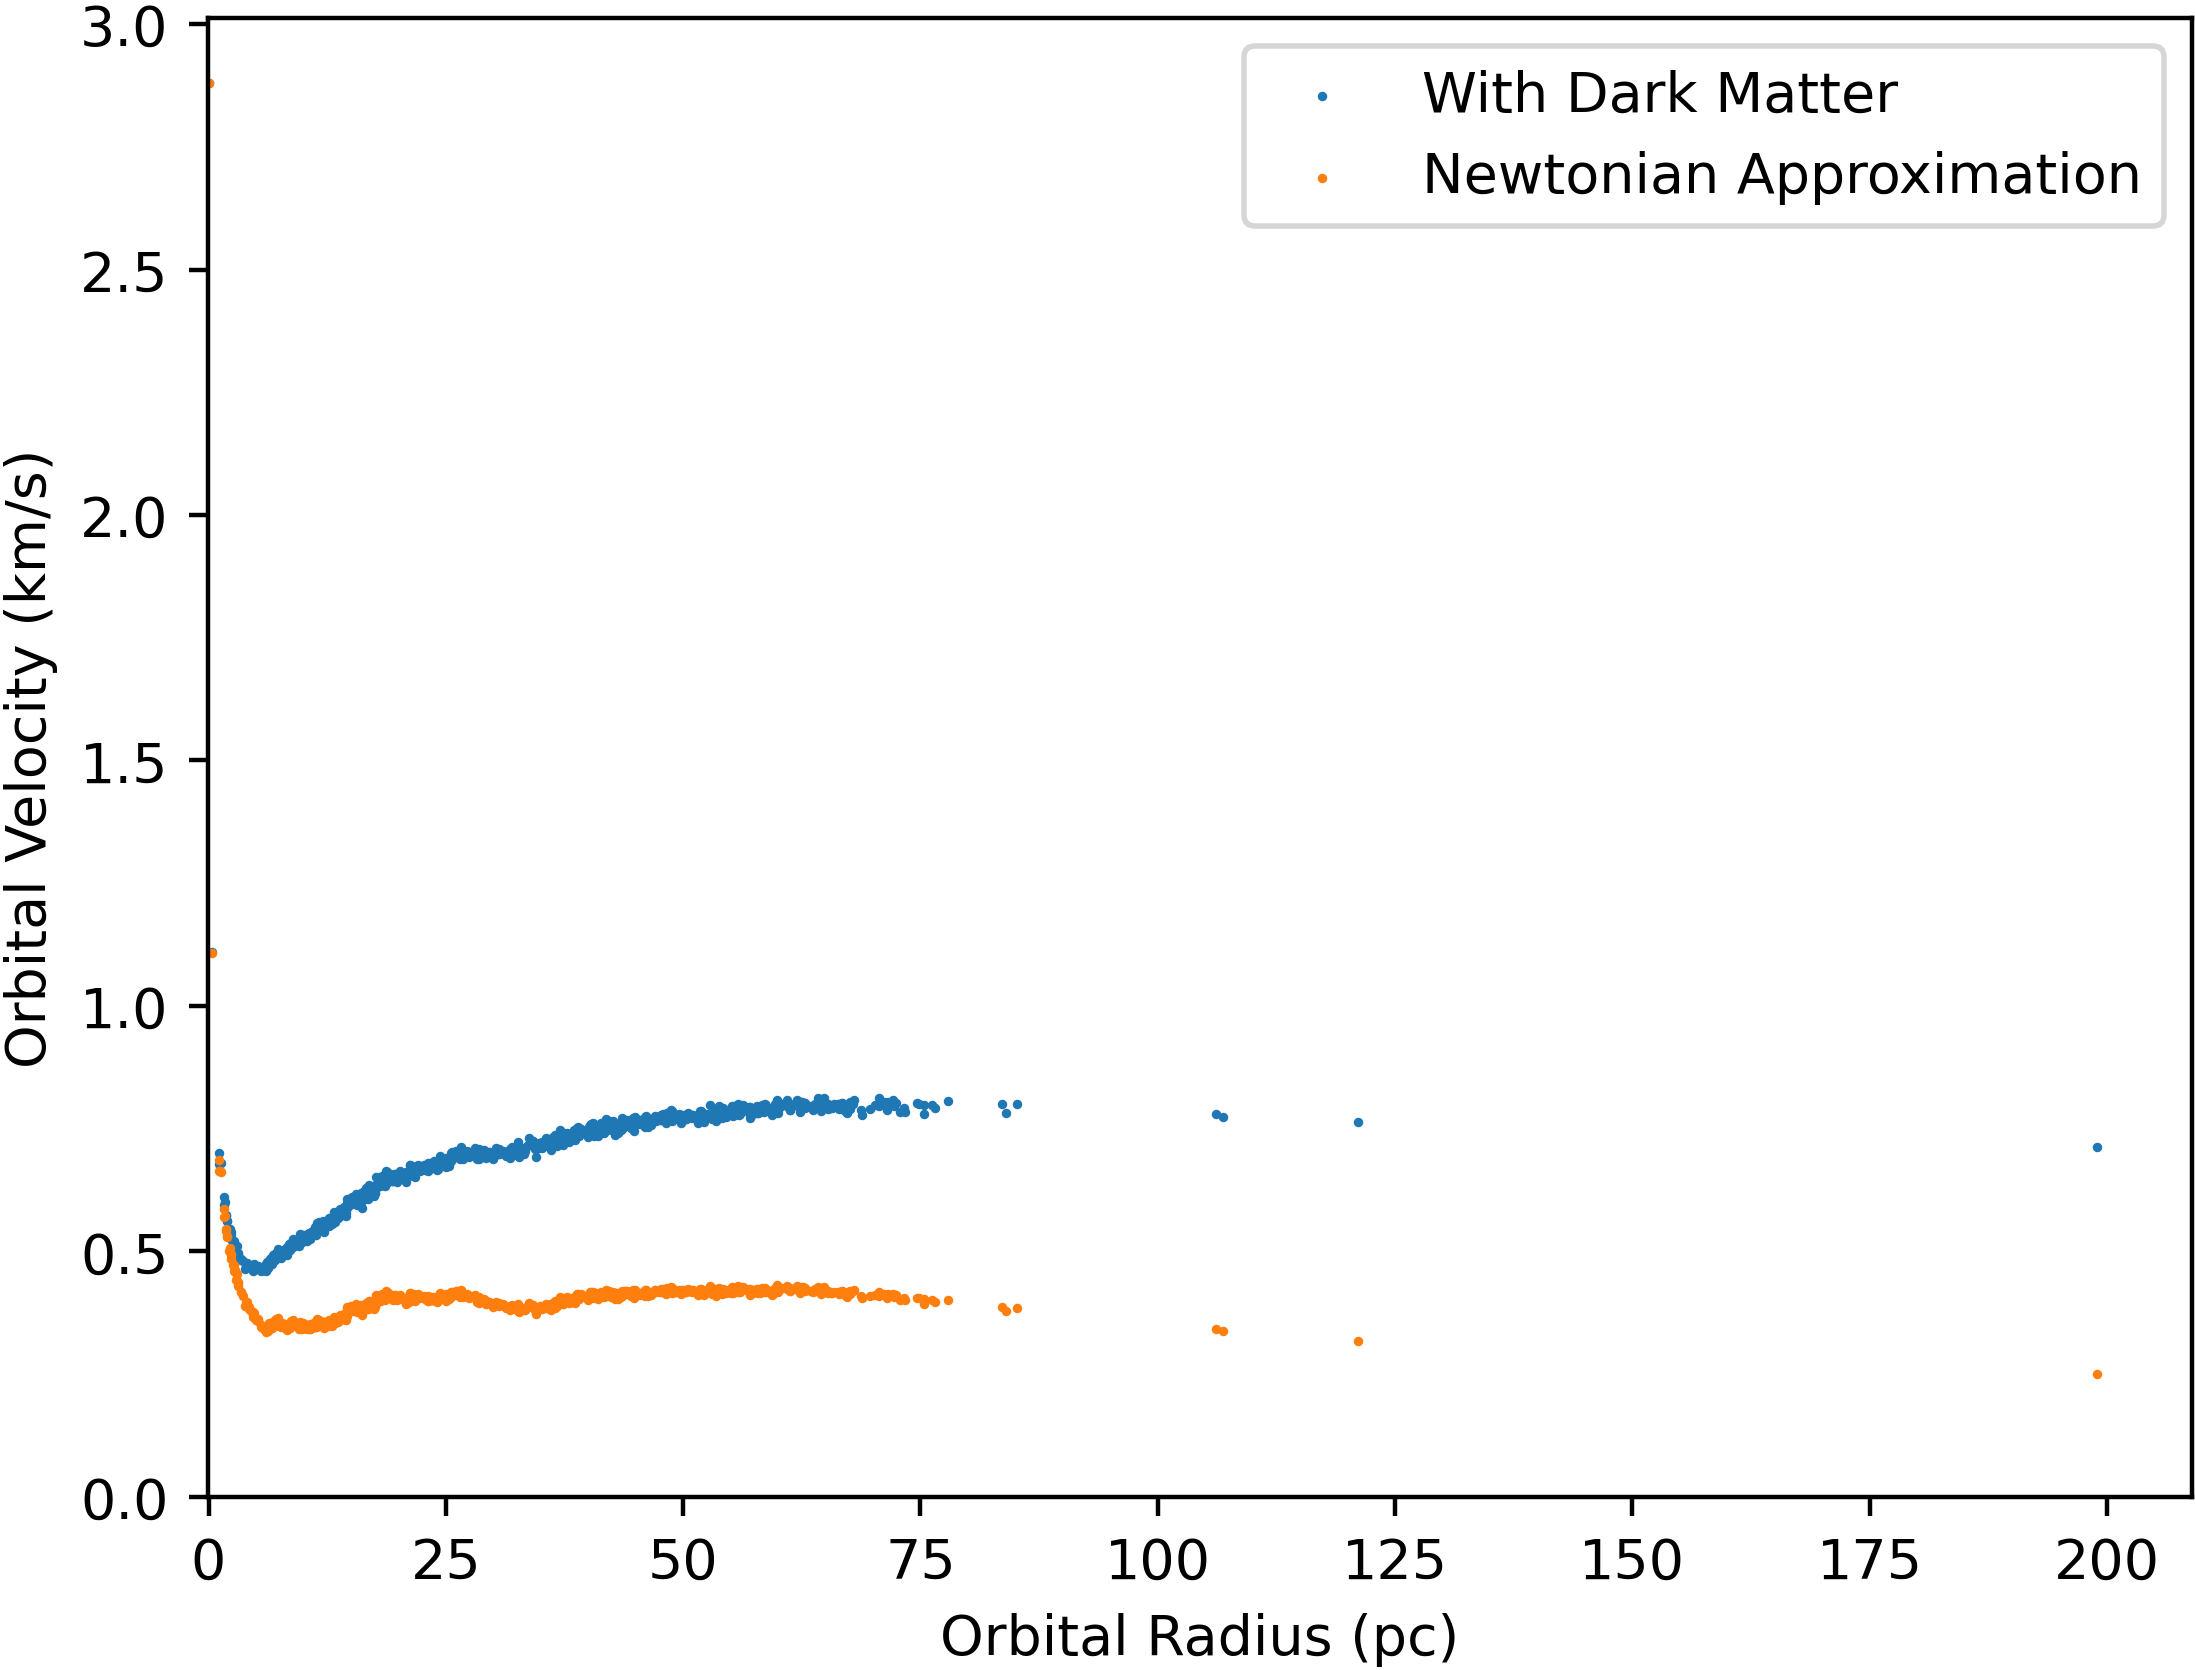 With Dark Matter
Newtonian Approximation
Orbital Velocity (km/s)
3.0
2.5
2.0
1.5
1.0
0.5
0.0
0 25 50 75 100 125 150 175 200
Orbital Radius (pc)